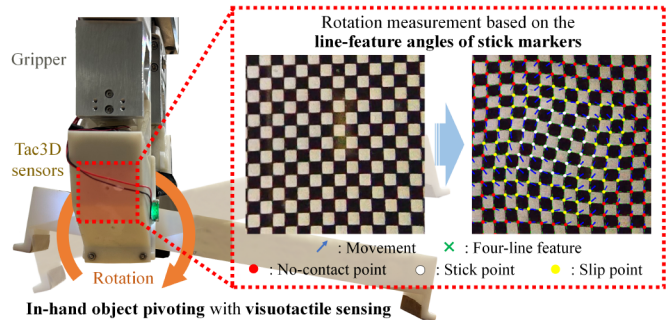 Rotation measurement based on the
line-feature angles of stick markers
Gripper
Tac3D
sensors
: Movement
: Four-line feature
: No-contact point
: Stick point
: Slip point
Rotation
In-hand object pivoting with visuotactile sensing